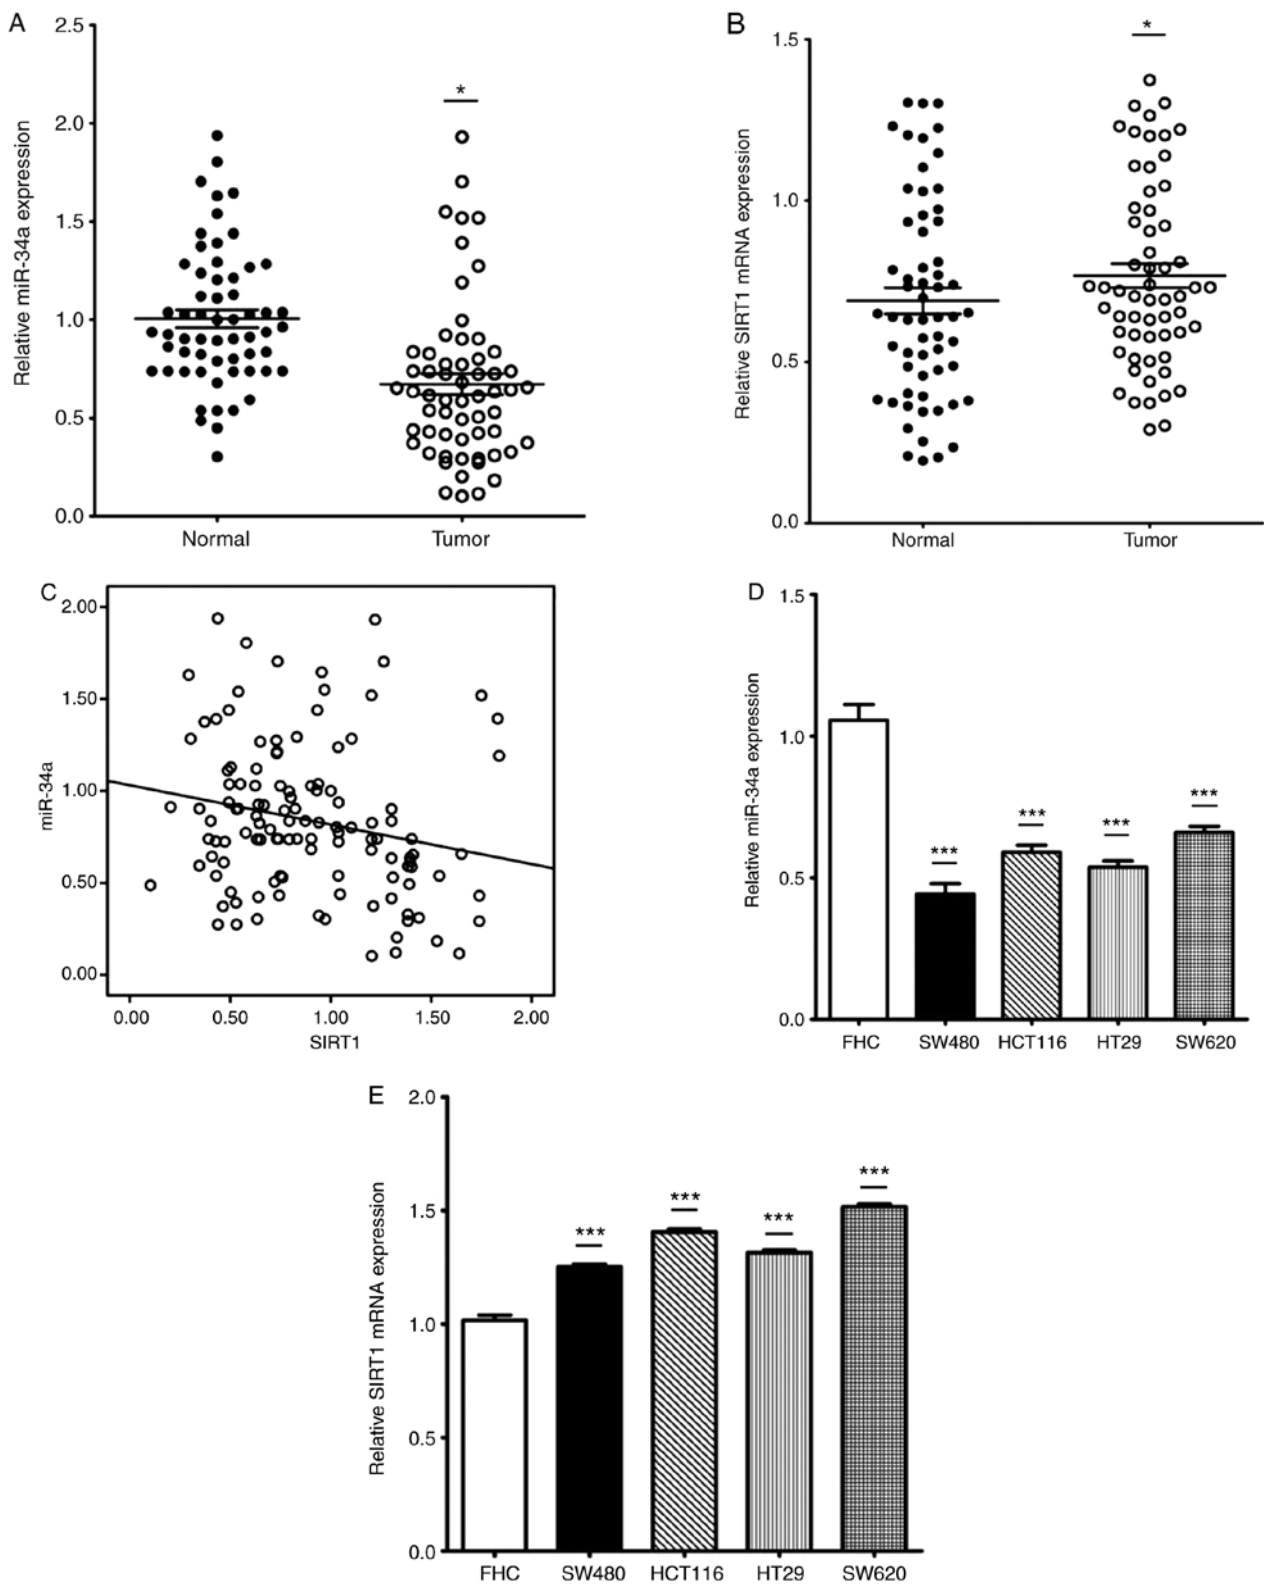 A
2.5
2.0
1.5
1.0
0.5
0.0
Relative miR-34a expression
*
Normal
Tumor
B
1.5
1.0
0.5
0.0
Relative SIRT1 mRNA expression
*
Normal
Tumor
C
2.00
1.50
1.00
0.50
0.00
miR-34a
0.00
0.50
1.00
1.50
2.00
SIRT1
D
1.5
1.0
0.5
0.0
Relative miR-34a expression
***
***
***
***
FHC
SW480
HCT116
HT29
SW620
E
2.0
1.5
1.0
0.5
0.0
Relative SIRT1 mRNA expression
***
***
***
***
FHC
SW480
HCT116
HT29
SW620